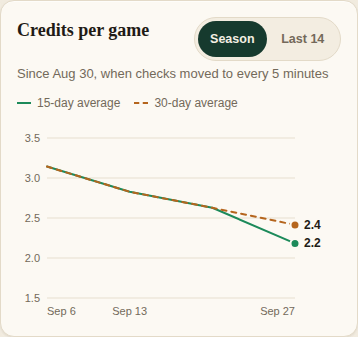 Credits per game
Season
Last 14
Since Aug 30, when checks moved to every 5 minutes
15-day average
30-day average
3.5
3.0
2.5
2.0
1.5
2.4
2.2
Sep 6
Sep 13
Sep 27